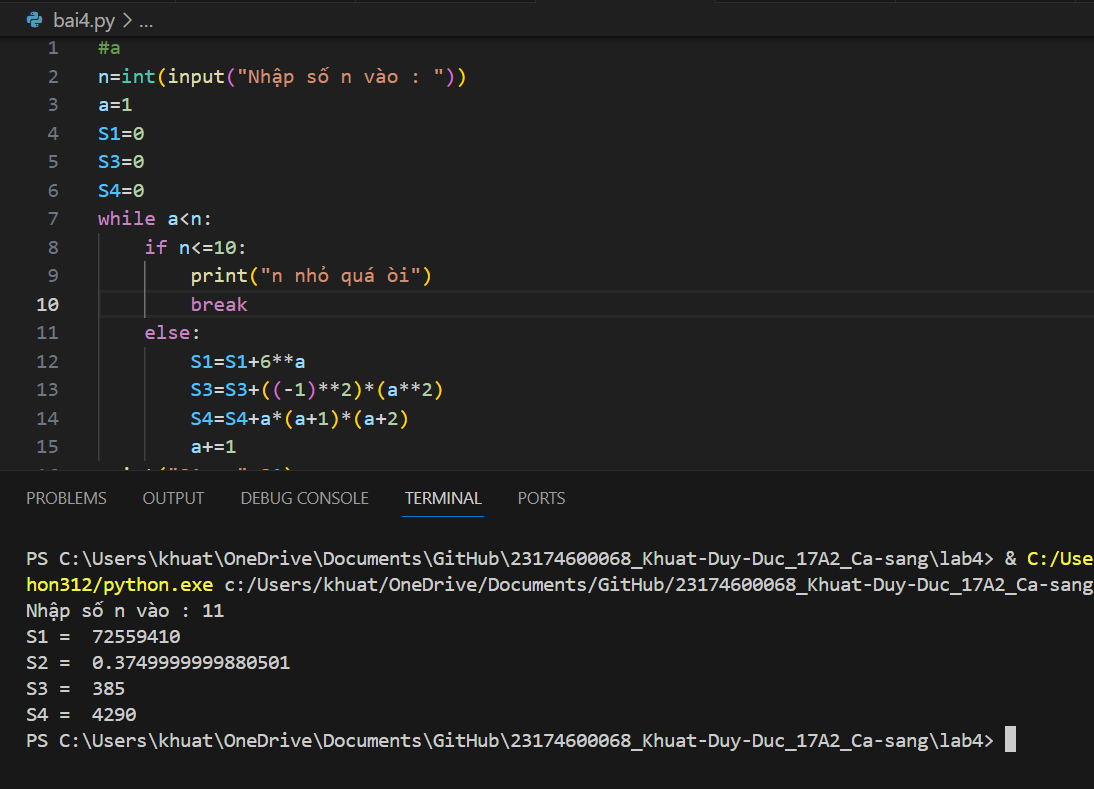 bai4.py > ...
1 #a
2 n=int(input("Nhập số n vào : "))
3 a=1
4 S1=0
5 S3=0
6 S4=0
7 while a<n:
8 if n<=10:
9 print("n nhỏ quá òi")
10 break
11 else:
12 S1=S1+6**a
13 S3=S3+((-1)**2)*(a**2)
14 S4=S4+a*(a+1)*(a+2)
15 a+=1
PROBLEMS OUTPUT DEBUG CONSOLE TERMINAL PORTS
PS C:\Users\khuat\OneDrive\Documents\GitHub\23174600068_Khuat-Duy-Duc_17A2_Ca-sang\lab4> & C:/Use
hon312/python.exe c:/Users/khuat/OneDrive/Documents/GitHub/23174600068_Khuat-Duy-Duc_17A2_Ca-sang
Nhập số n vào : 11
S1 =  72559410
S2 =  0.3749999999880501
S3 =  385
S4 =  4290
PS C:\Users\khuat\OneDrive\Documents\GitHub\23174600068_Khuat-Duy-Duc_17A2_Ca-sang\lab4>